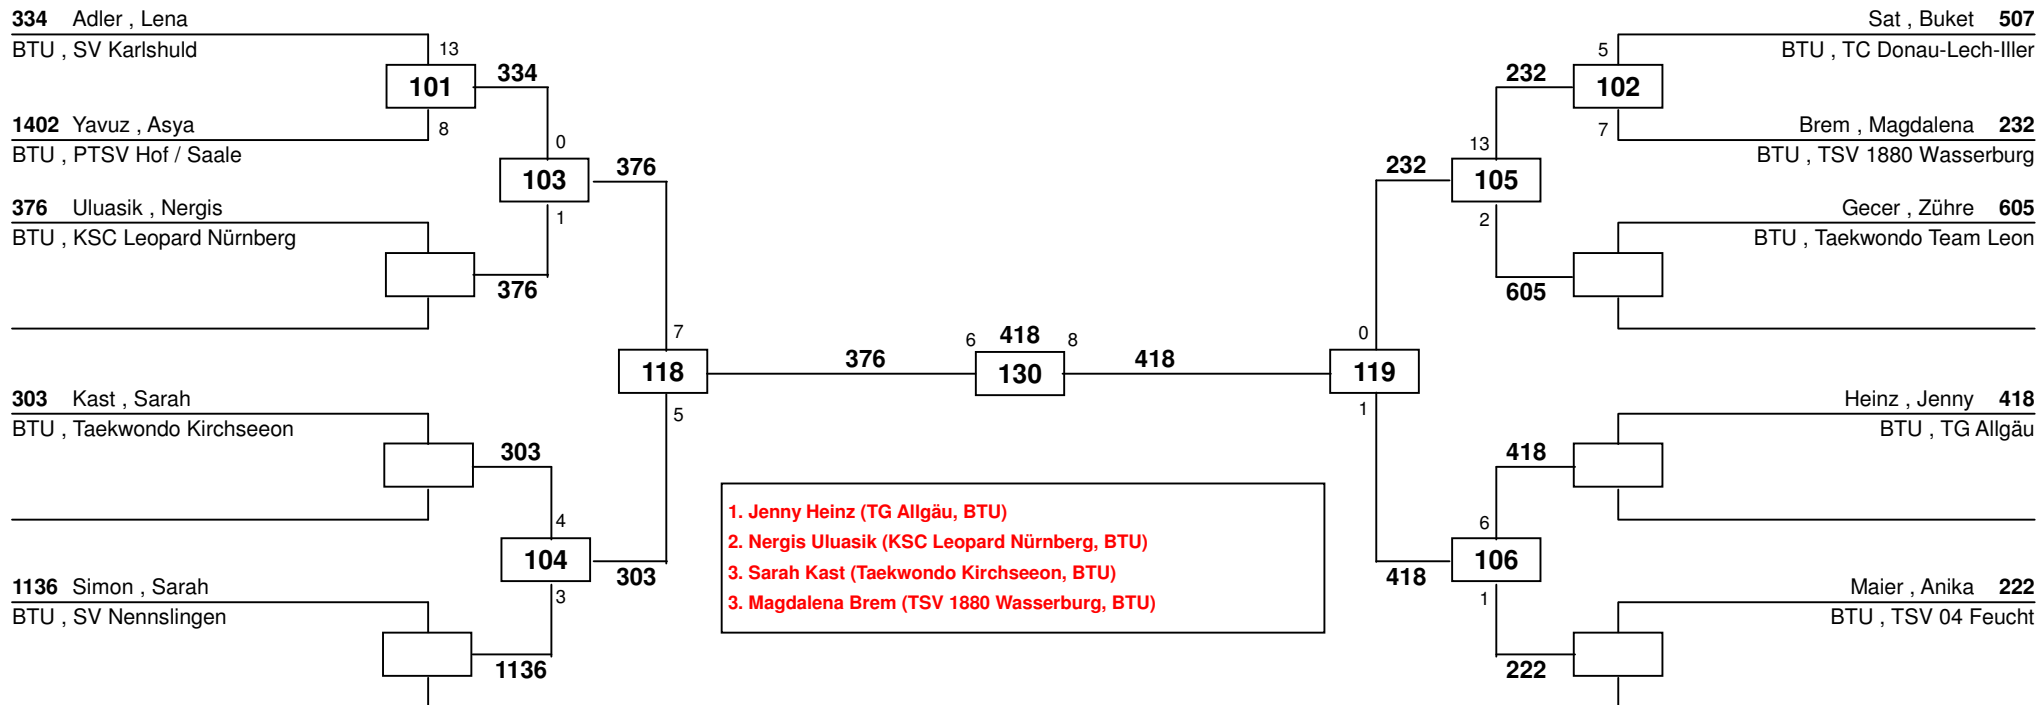 334 Adler , Lena
BTU , SV Karlshuld
13
101
334
8
1402 Yavuz , Asya
BTU , PTSV Hof / Saale
0
103
376
1
376 Uluasik , Nergis
BTU , KSC Leopard Nürnberg
376
7
118
376
5
303 Kast , Sarah
BTU , Taekwondo Kirchseeon
303
4
104
303
3
1136 Simon , Sarah
BTU , SV Nennslingen
1136
6 418 8
130
418
1. Jenny Heinz (TG Allgäu, BTU)
2. Nergis Uluasik (KSC Leopard Nürnberg, BTU)
3. Sarah Kast (Taekwondo Kirchseeon, BTU)
3. Magdalena Brem (TSV 1880 Wasserburg, BTU)
Sat , Buket 507
BTU , TC Donau-Lech-Iller
5
232
102
7
Brem , Magdalena 232
BTU , TSV 1880 Wasserburg
13
232
105
2
Gecer , Zühre 605
BTU , Taekwondo Team Leon
605
0
119
1
Heinz , Jenny 418
BTU , TG Allgäu
418
6
106
418
1
Maier , Anika 222
BTU , TSV 04 Feucht
222